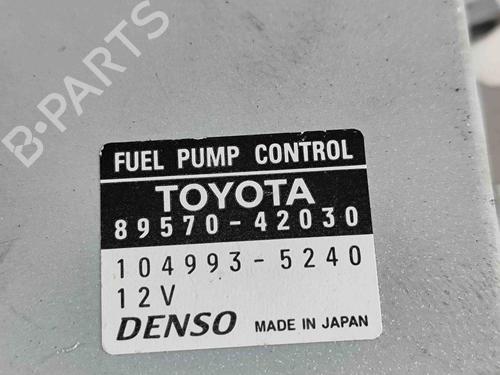 B-PARTS
FUEL PUMP CONTROL
TOYOTA
89570-42030
104993-5240
12V
DENSO MADE IN JAPAN